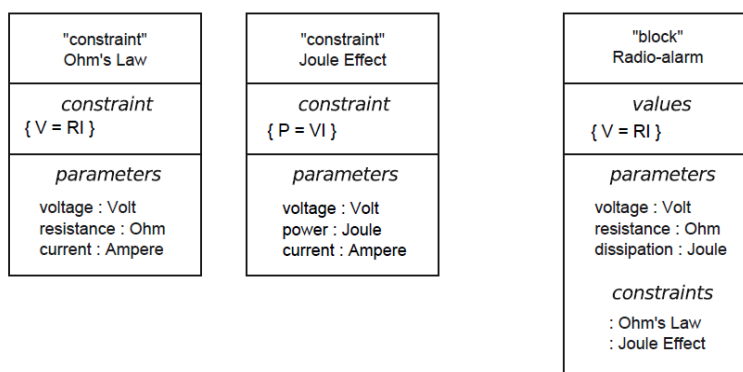 "constraint"
Ohm's Law
constraint
{ V = RI }
parameters
voltage : Volt
resistance : Ohm
current : Ampere
"constraint"
Joule Effect
constraint
{ P = VI }
parameters
voltage : Volt
power : Joule
current : Ampere
"block"
Radio-alarm
values
{ V = RI }
parameters
voltage : Volt
resistance : Ohm
dissipation : Joule
constraints
: Ohm's Law
: Joule Effect